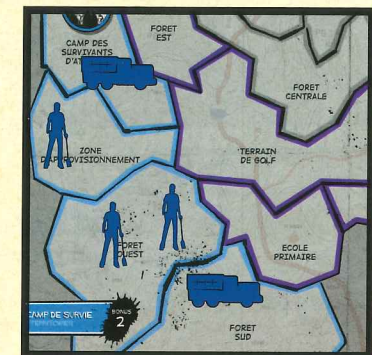 FORET
EST
CAMP DES
SURVIVANTS
FORET
CENTRALE
ZONE
D'APPROVISIONNEMENT
TERRAIN
DE GOLF
FORET
OUEST
ECOLE
PRIMAIRE
CAMP DE SURVIE
BONUS
2
FORET
SUD